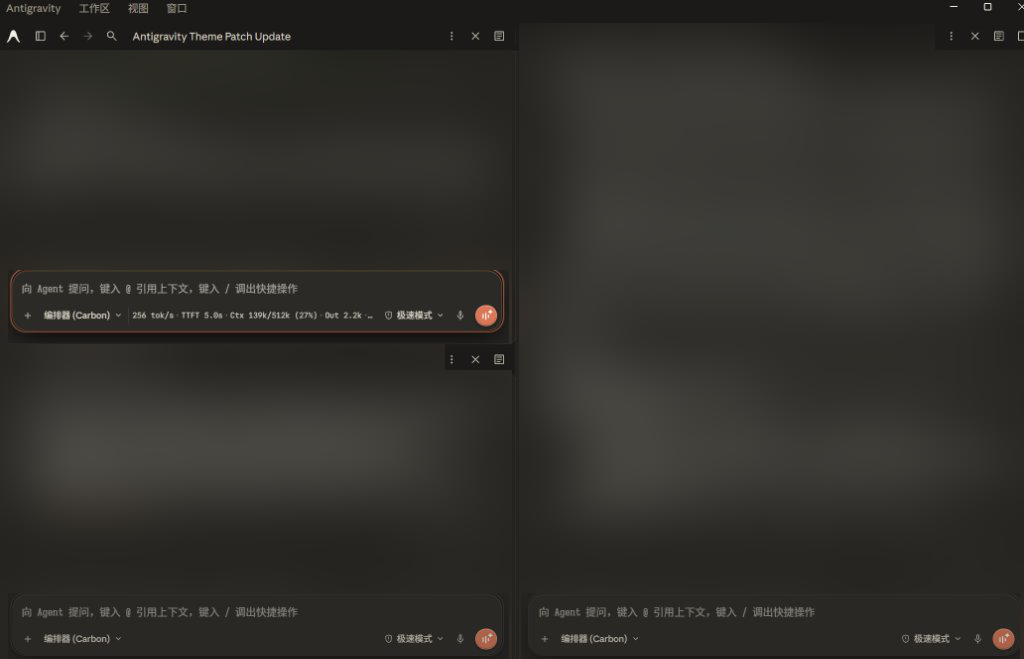 Antigravity 工作区 视图 窗口
Antigravity Theme Patch Update
向 Agent 提问，键入 @ 引用上下文，键入 / 调出快捷操作
编排器 (Carbon) 256 tok/s · TTFT 5.0s · Ctx 139k/512k (27%) · Out 2.2k ·… 极速模式
向 Agent 提问，键入 @ 引用上下文，键入 / 调出快捷操作
编排器 (Carbon) 极速模式
向 Agent 提问，键入 @ 引用上下文，键入 / 调出快捷操作
编排器 (Carbon) 极速模式